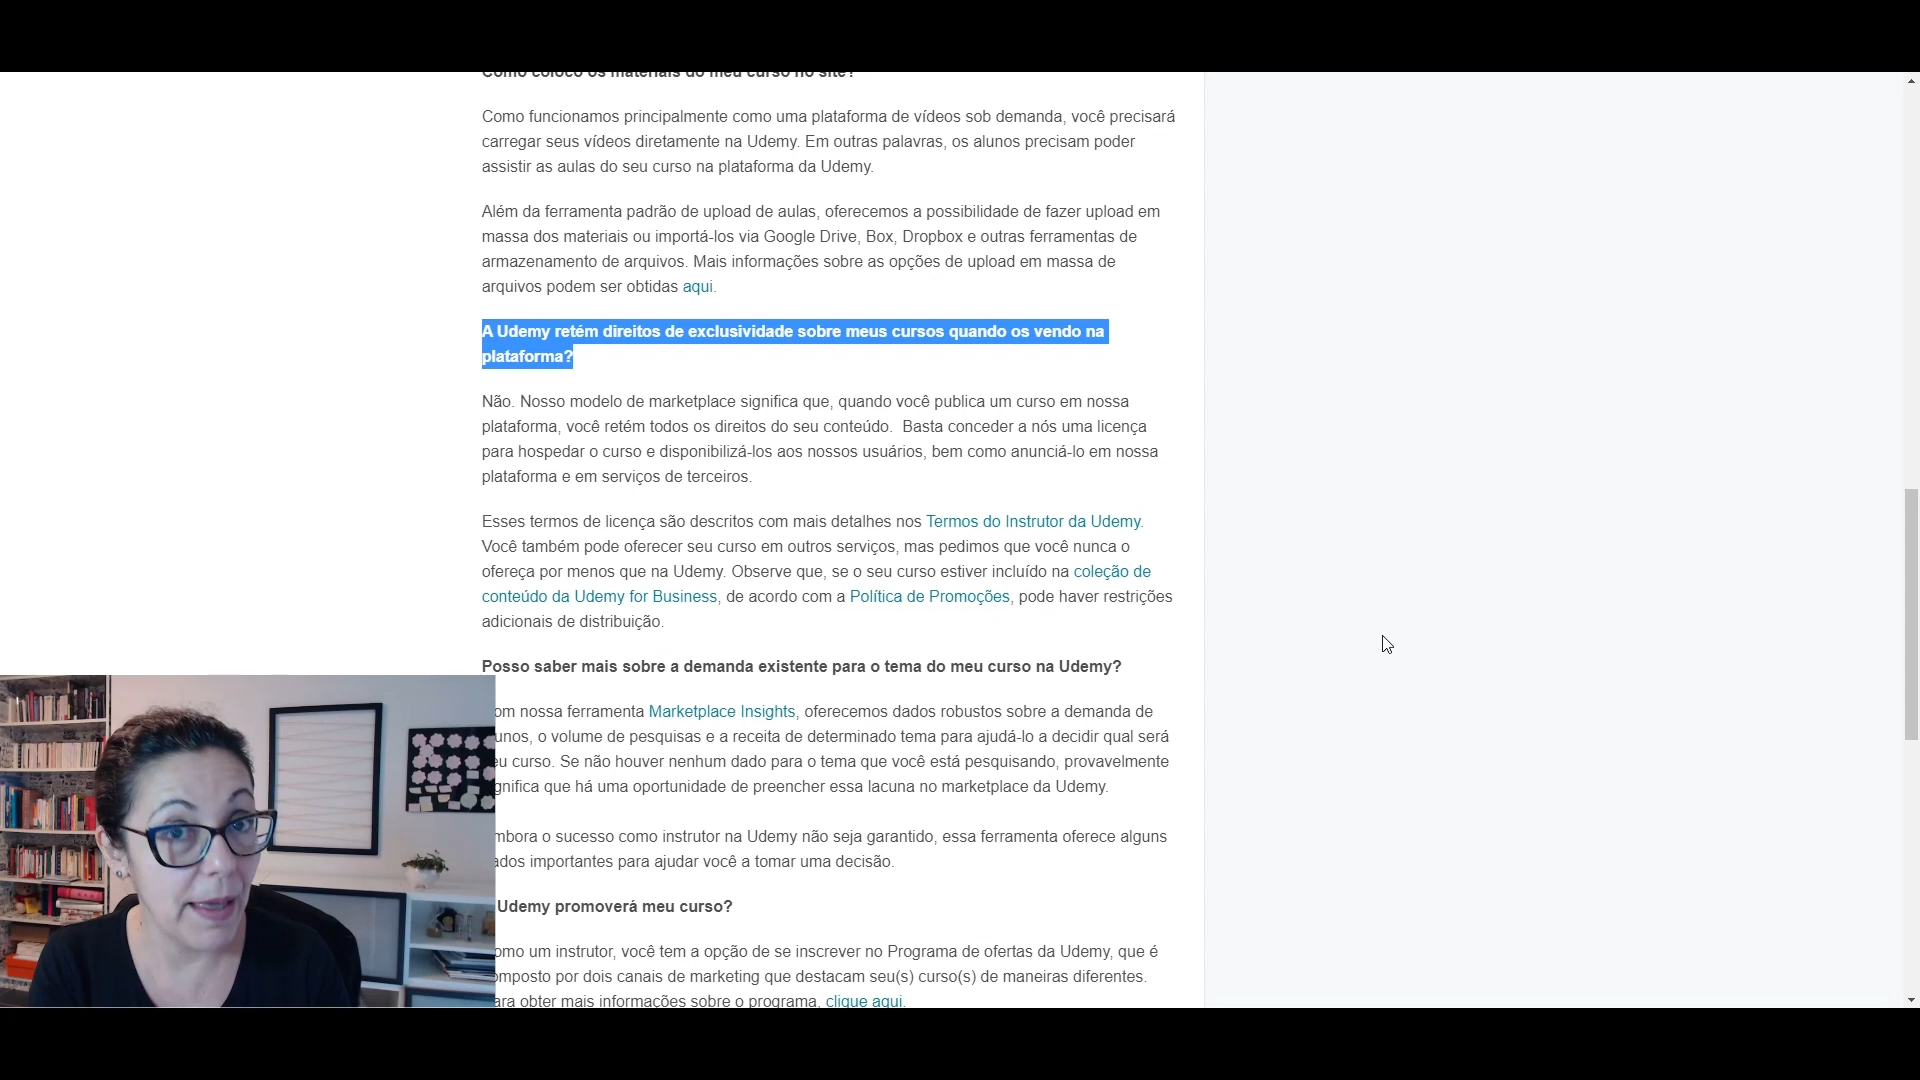 Como coloco os materiais do meu curso no site?
Como funcionamos principalmente como uma plataforma de vídeos sob demanda, você precisará
carregar seus vídeos diretamente na Udemy. Em outras palavras, os alunos precisam poder
assistir as aulas do seu curso na plataforma da Udemy.
Além da ferramenta padrão de upload de aulas, oferecemos a possibilidade de fazer upload em
massa dos materiais ou importá-los via Google Drive, Box, Dropbox e outras ferramentas de
armazenamento de arquivos. Mais informações sobre as opções de upload em massa de
arquivos podem ser obtidas aqui.
A Udemy retém direitos de exclusividade sobre meus cursos quando os vendo na
plataforma?
Não. Nosso modelo de marketplace significa que, quando você publica um curso em nossa
plataforma, você retém todos os direitos do seu conteúdo.  Basta conceder a nós uma licença
para hospedar o curso e disponibilizá-los aos nossos usuários, bem como anunciá-lo em nossa
plataforma e em serviços de terceiros.
Esses termos de licença são descritos com mais detalhes nos Termos do Instrutor da Udemy.
Você também pode oferecer seu curso em outros serviços, mas pedimos que você nunca o
ofereça por menos que na Udemy. Observe que, se o seu curso estiver incluído na coleção de
conteúdo da Udemy for Business, de acordo com a Política de Promoções, pode haver restrições
adicionais de distribuição.
Posso saber mais sobre a demanda existente para o tema do meu curso na Udemy?
om nossa ferramenta Marketplace Insights, oferecemos dados robustos sobre a demanda de
unos, o volume de pesquisas e a receita de determinado tema para ajudá-lo a decidir qual será
eu curso. Se não houver nenhum dado para o tema que você está pesquisando, provavelmente
gnifica que há uma oportunidade de preencher essa lacuna no marketplace da Udemy.
mbora o sucesso como instrutor na Udemy não seja garantido, essa ferramenta oferece alguns
ados importantes para ajudar você a tomar uma decisão.
Udemy promoverá meu curso?
omo um instrutor, você tem a opção de se inscrever no Programa de ofertas da Udemy, que é
omposto por dois canais de marketing que destacam seu(s) curso(s) de maneiras diferentes.
ara obter mais informações sobre o programa, clique aqui.